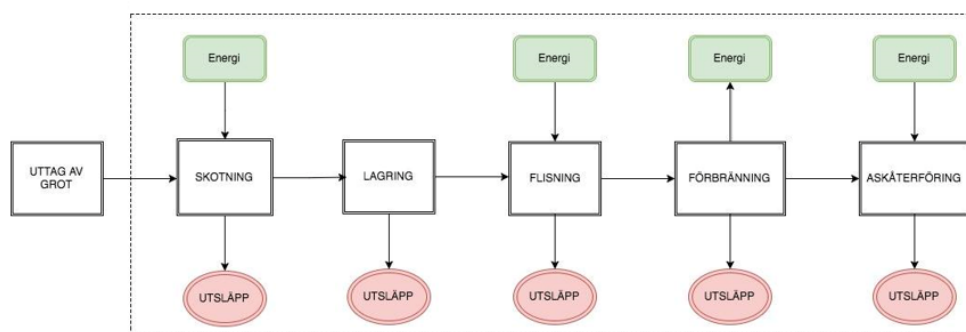 Energi
Energi
Energi
Energi
UTTAG AV
GROT
SKOTNING
LAGRING
FLISNING
FÖRBRÄNNING
ASKÅTERFÖRING
UTSLÄPP
UTSLÄPP
UTSLÄPP
UTSLÄPP
UTSLÄPP